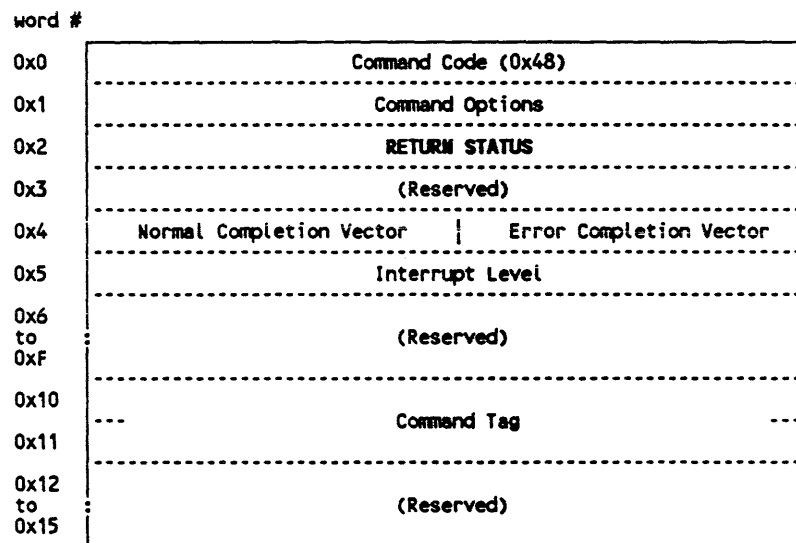 word #
0x0 Command Code (0x48)
0x1 Command Options
0x2 RETURN STATUS
0x3 (Reserved)
0x4 Normal Completion Vector | Error Completion Vector
0x5 Interrupt Level
0x6
to : (Reserved)
0xF
0x10
--- Command Tag ---
0x11
0x12
to : (Reserved)
0x15